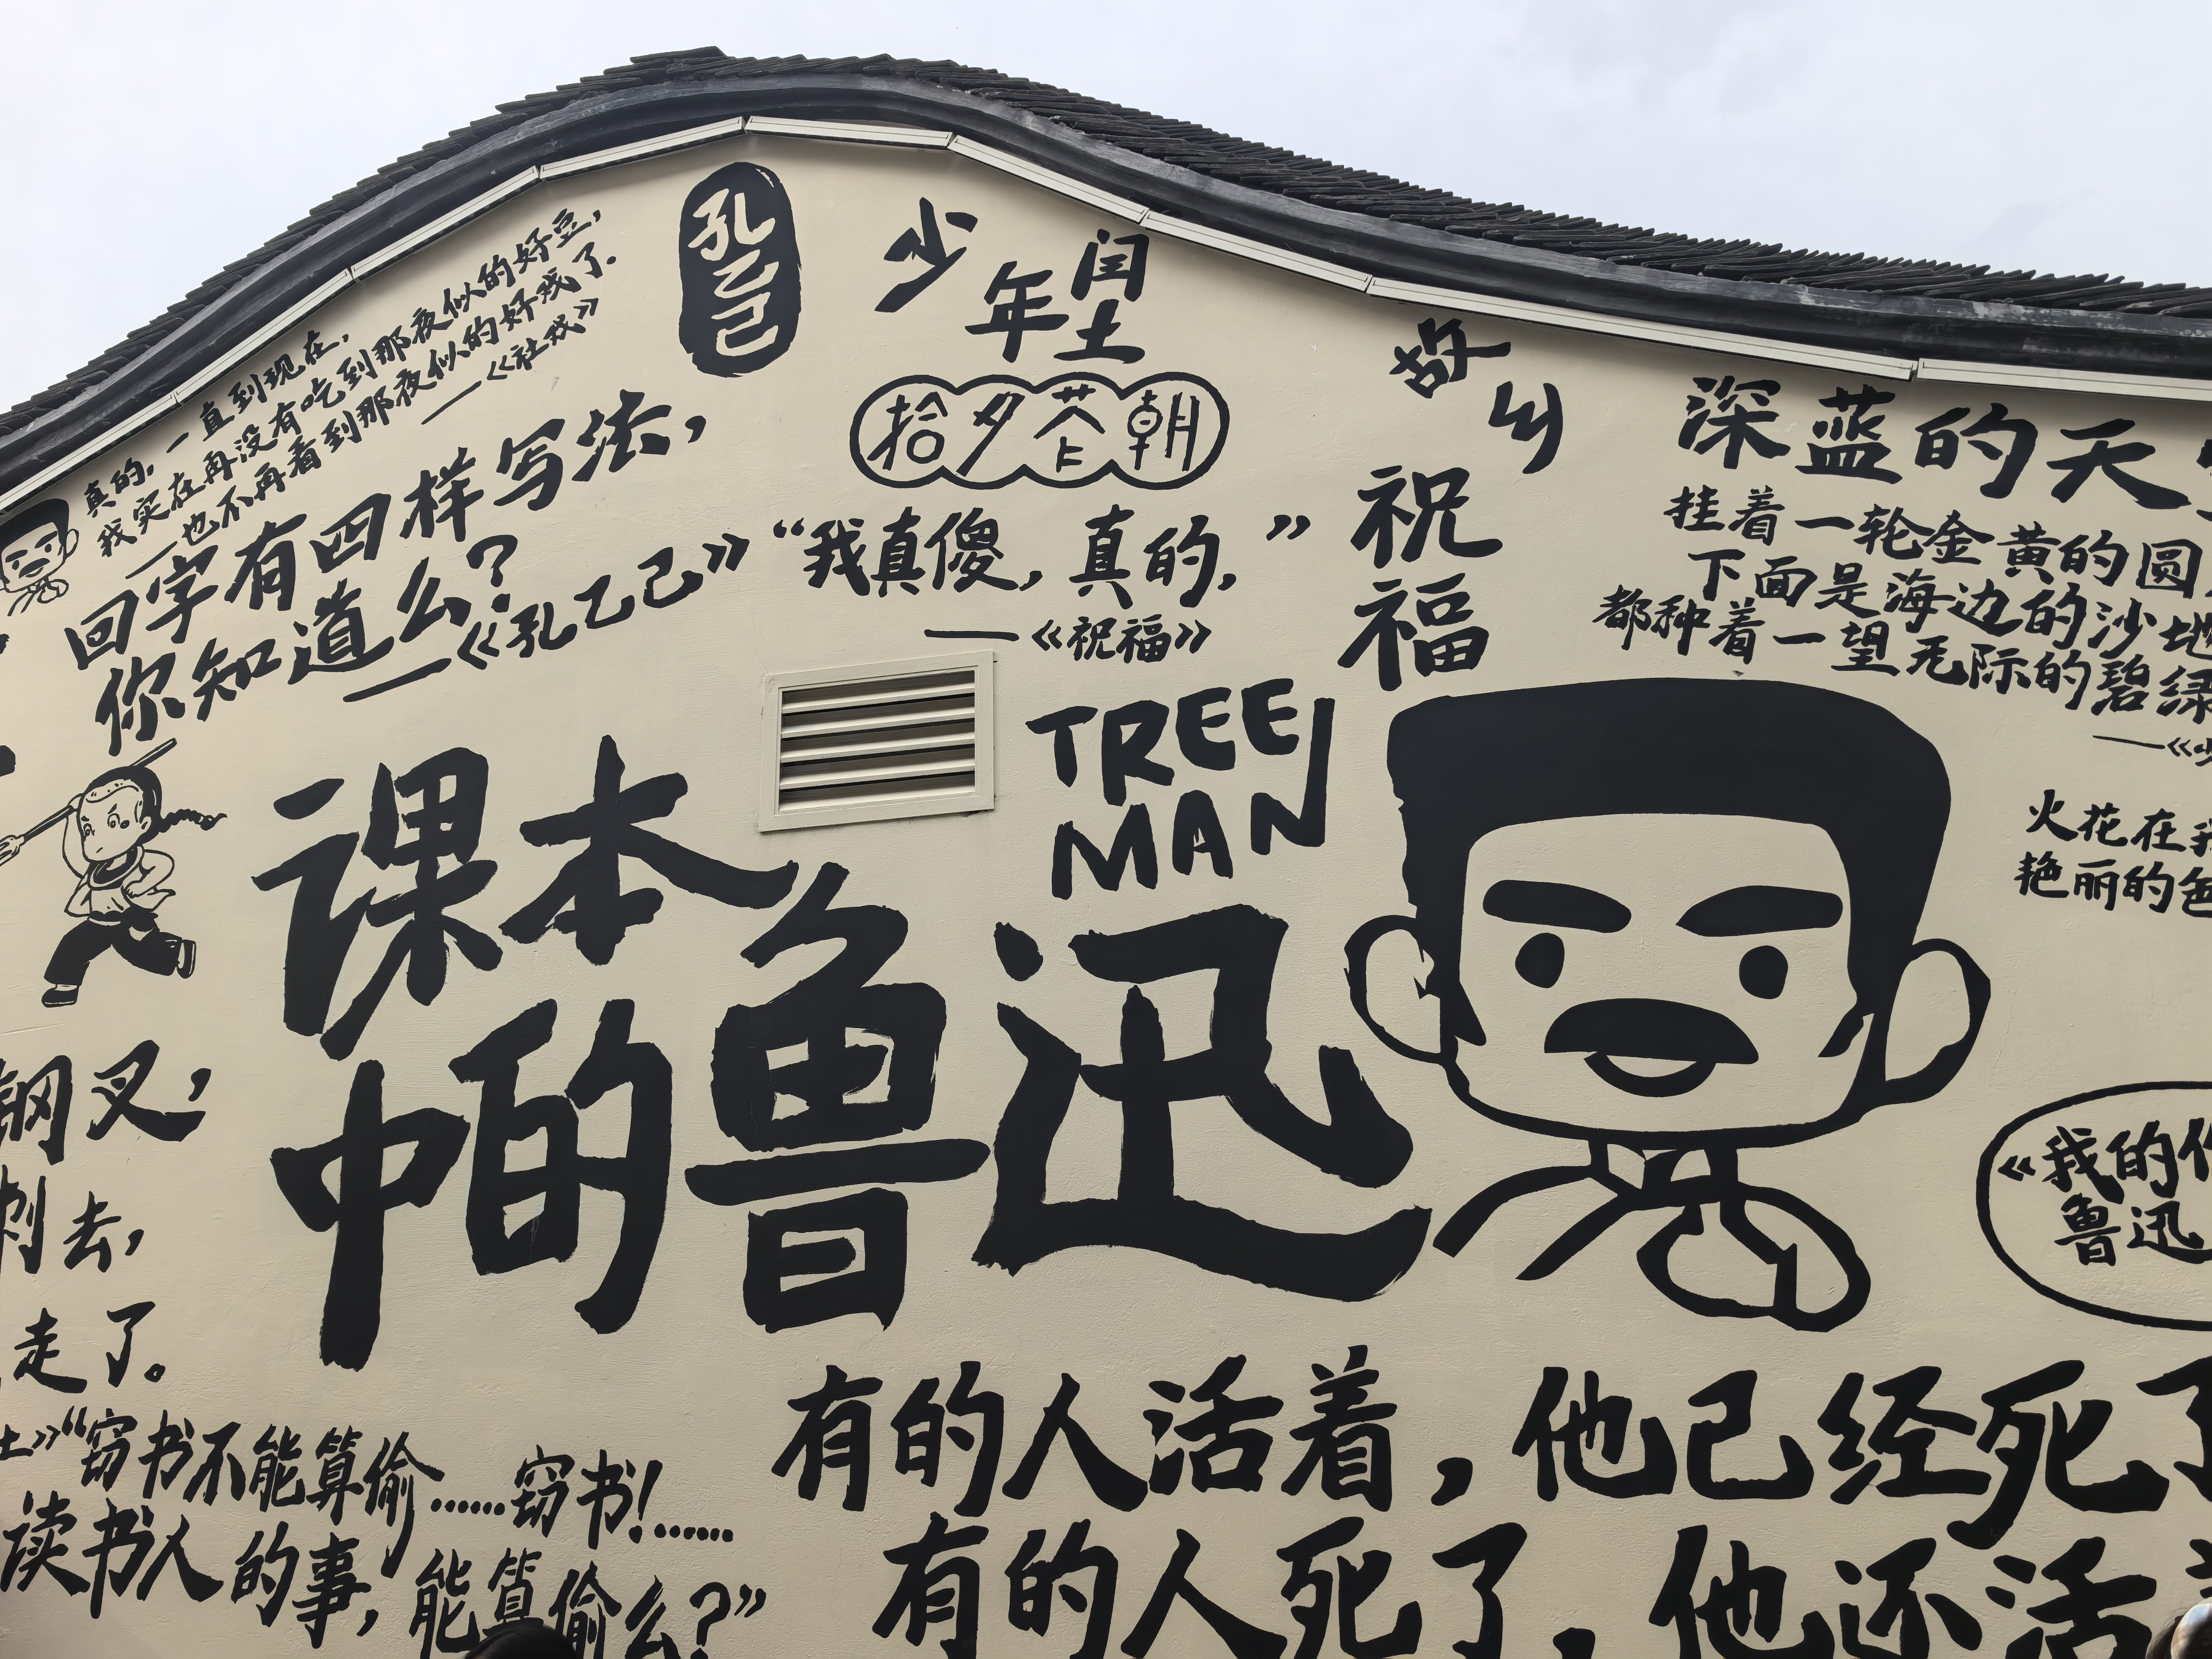 孔乙己
少年闰土
真的，一直到现在，
我实在再没有吃到那夜似的好豆，
——也不再看到那夜似的好戏了.
——《社戏》
故乡
朝花夕拾
深蓝的天
挂着一轮金黄的圆
下面是海边的沙地
都种着一望无际的碧绿
回字有四样写法，
你知道么？
——《孔乙己》
“我真傻，真的，”
——《祝福》
祝福
TREE
MAN
课本
中的鲁迅
火花在我
艳丽的色
钢叉，
刺去，
走了。
《我的伯
鲁迅
有的人活着，他已经死了
有的人死了，他还活着
土》“窃书不能算偷……窃书！……
读书人的事，能算偷么？”